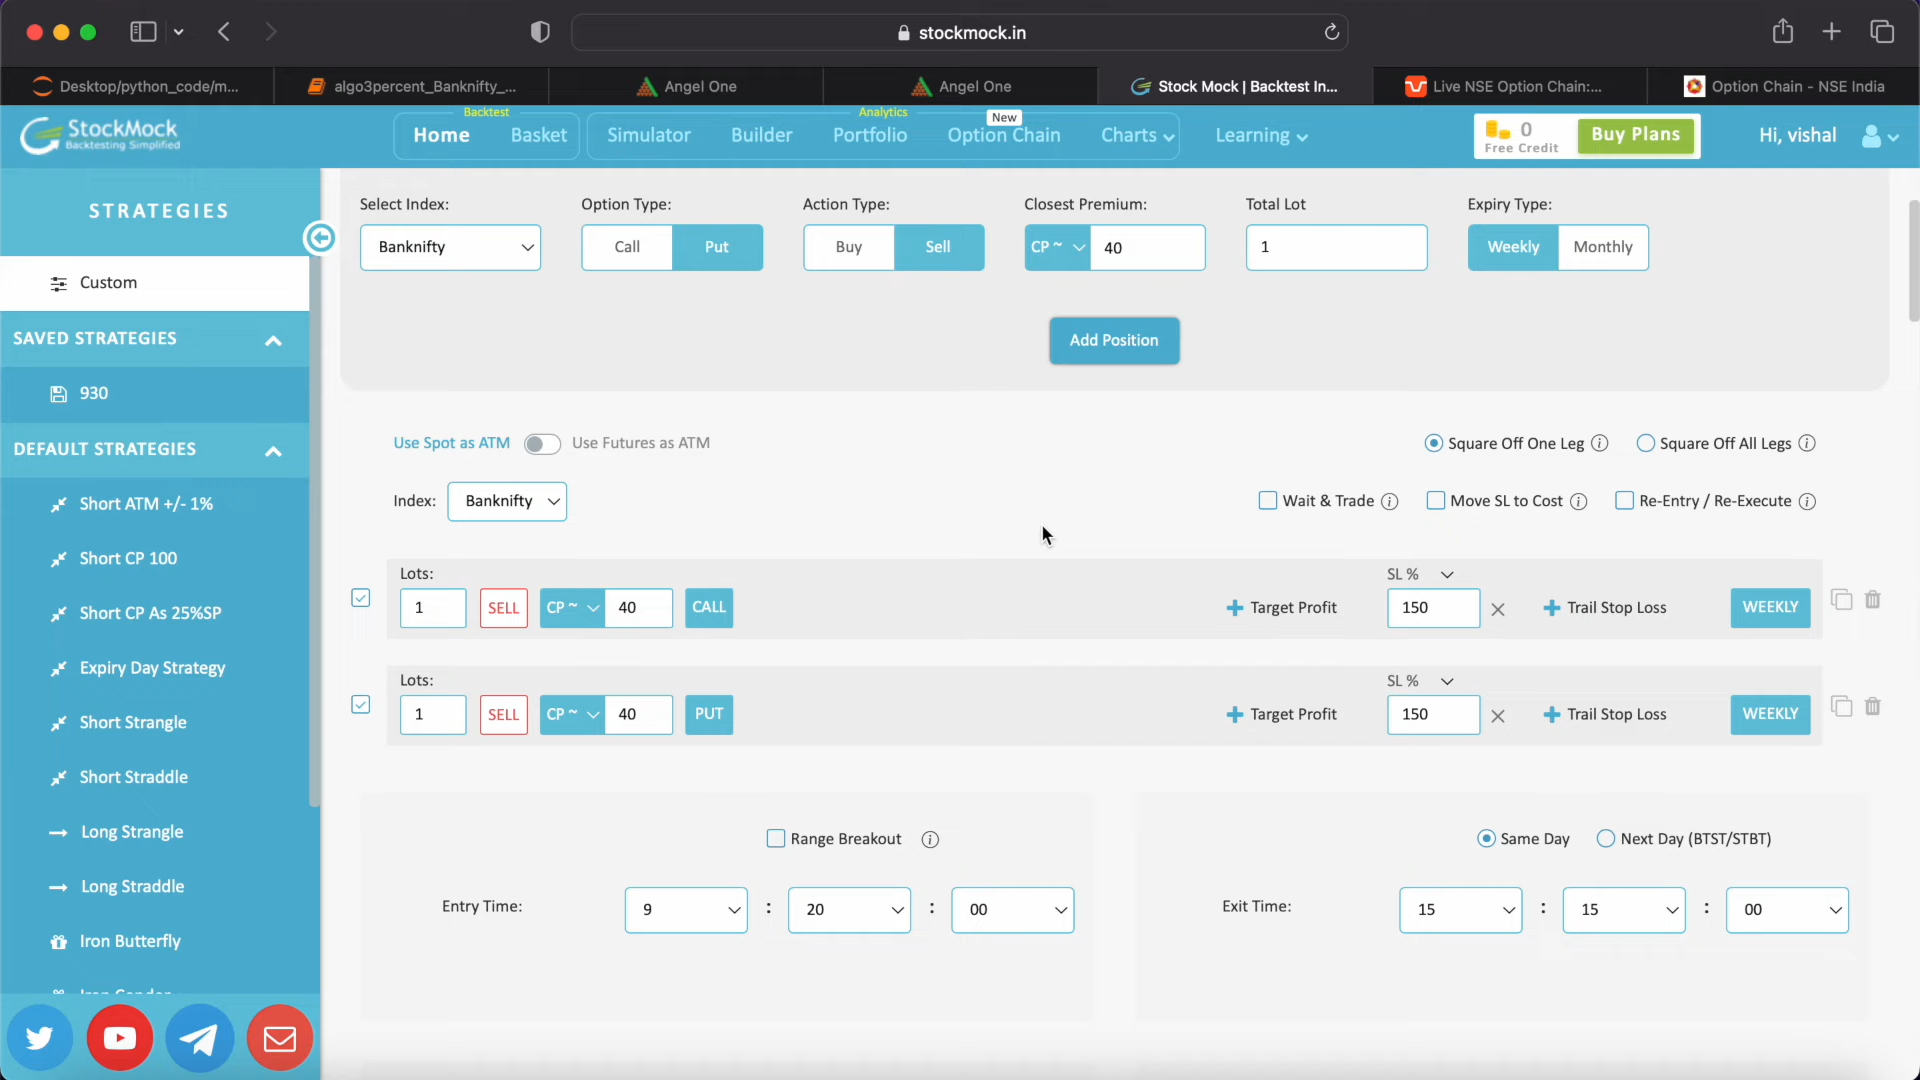 stockmock.in
Desktop/python_code/m...
algo3percent_Banknifty_...
Angel One
Angel One
Stock Mock | Backtest In...
Live NSE Option Chain:...
Option Chain - NSE India
StockMock
Backtesting Simplified
Backtest
Home
Basket
Simulator
Builder
Analytics
Portfolio
New
Option Chain
Charts
Learning
0
Free Credit
Buy Plans
Hi, vishal
STRATEGIES
Custom
SAVED STRATEGIES
930
DEFAULT STRATEGIES
Short ATM +/- 1%
Short CP 100
Short CP As 25%SP
Expiry Day Strategy
Short Strangle
Short Straddle
Long Strangle
Long Straddle
Iron Butterfly
Select Index:
Banknifty
Option Type:
Call
Put
Action Type:
Buy
Sell
Closest Premium:
CP ~
40
Total Lot
1
Expiry Type:
Weekly
Monthly
Add Position
Use Spot as ATM
Use Futures as ATM
Square Off One Leg
Square Off All Legs
Index:
Banknifty
Wait & Trade
Move SL to Cost
Re-Entry / Re-Execute
Lots:
1
SELL
CP ~
40
CALL
+ Target Profit
SL %
150
+ Trail Stop Loss
WEEKLY
Lots:
1
SELL
CP ~
40
PUT
+ Target Profit
SL %
150
+ Trail Stop Loss
WEEKLY
Range Breakout
Entry Time:
9 : 20 : 00
Same Day
Next Day (BTST/STBT)
Exit Time:
15 : 15 : 00